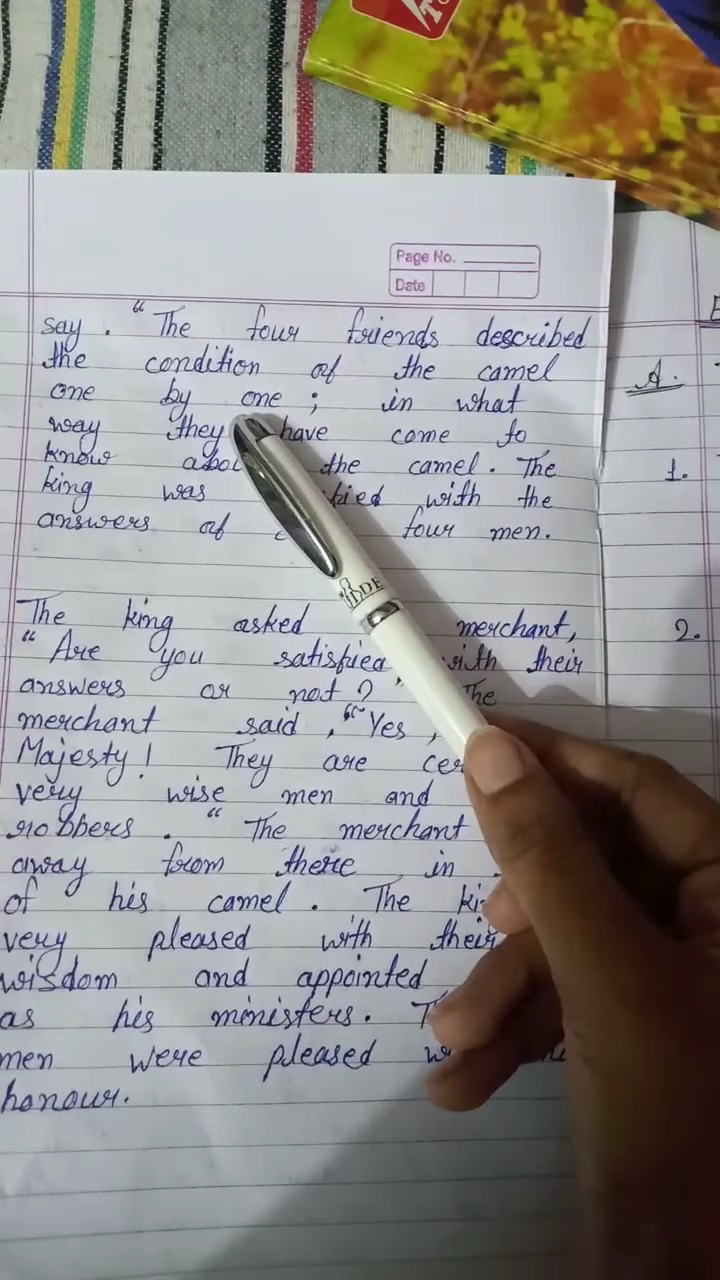 Page No.
Date
say . " The four friends described
the condition of the camel
one by one ; in what
way they have come to
know the camel . The
king was with the
answers of four men.
The king asked merchant,
" Are you satisfied with their
answers or not ? " The
merchant said , " Yes ,
Majesty ! They are
very wise men and
robbers . " The merchant
away from there in
of his camel . The
very pleased with their
wisdom and appointed
as his ministers.
men were pleased
honour.
A.
1.
2.